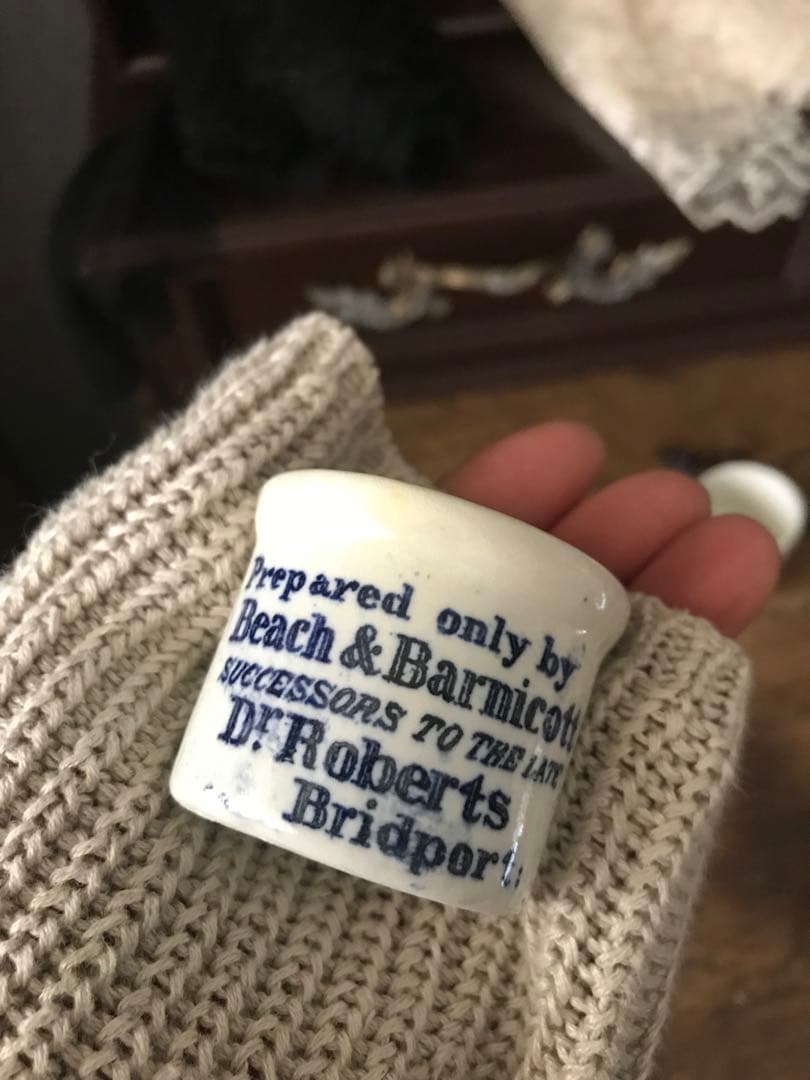 Prepared only by
Beach & Barnicott
SUCCESSORS TO THE LATE
Dr. Roberts
Bridport.